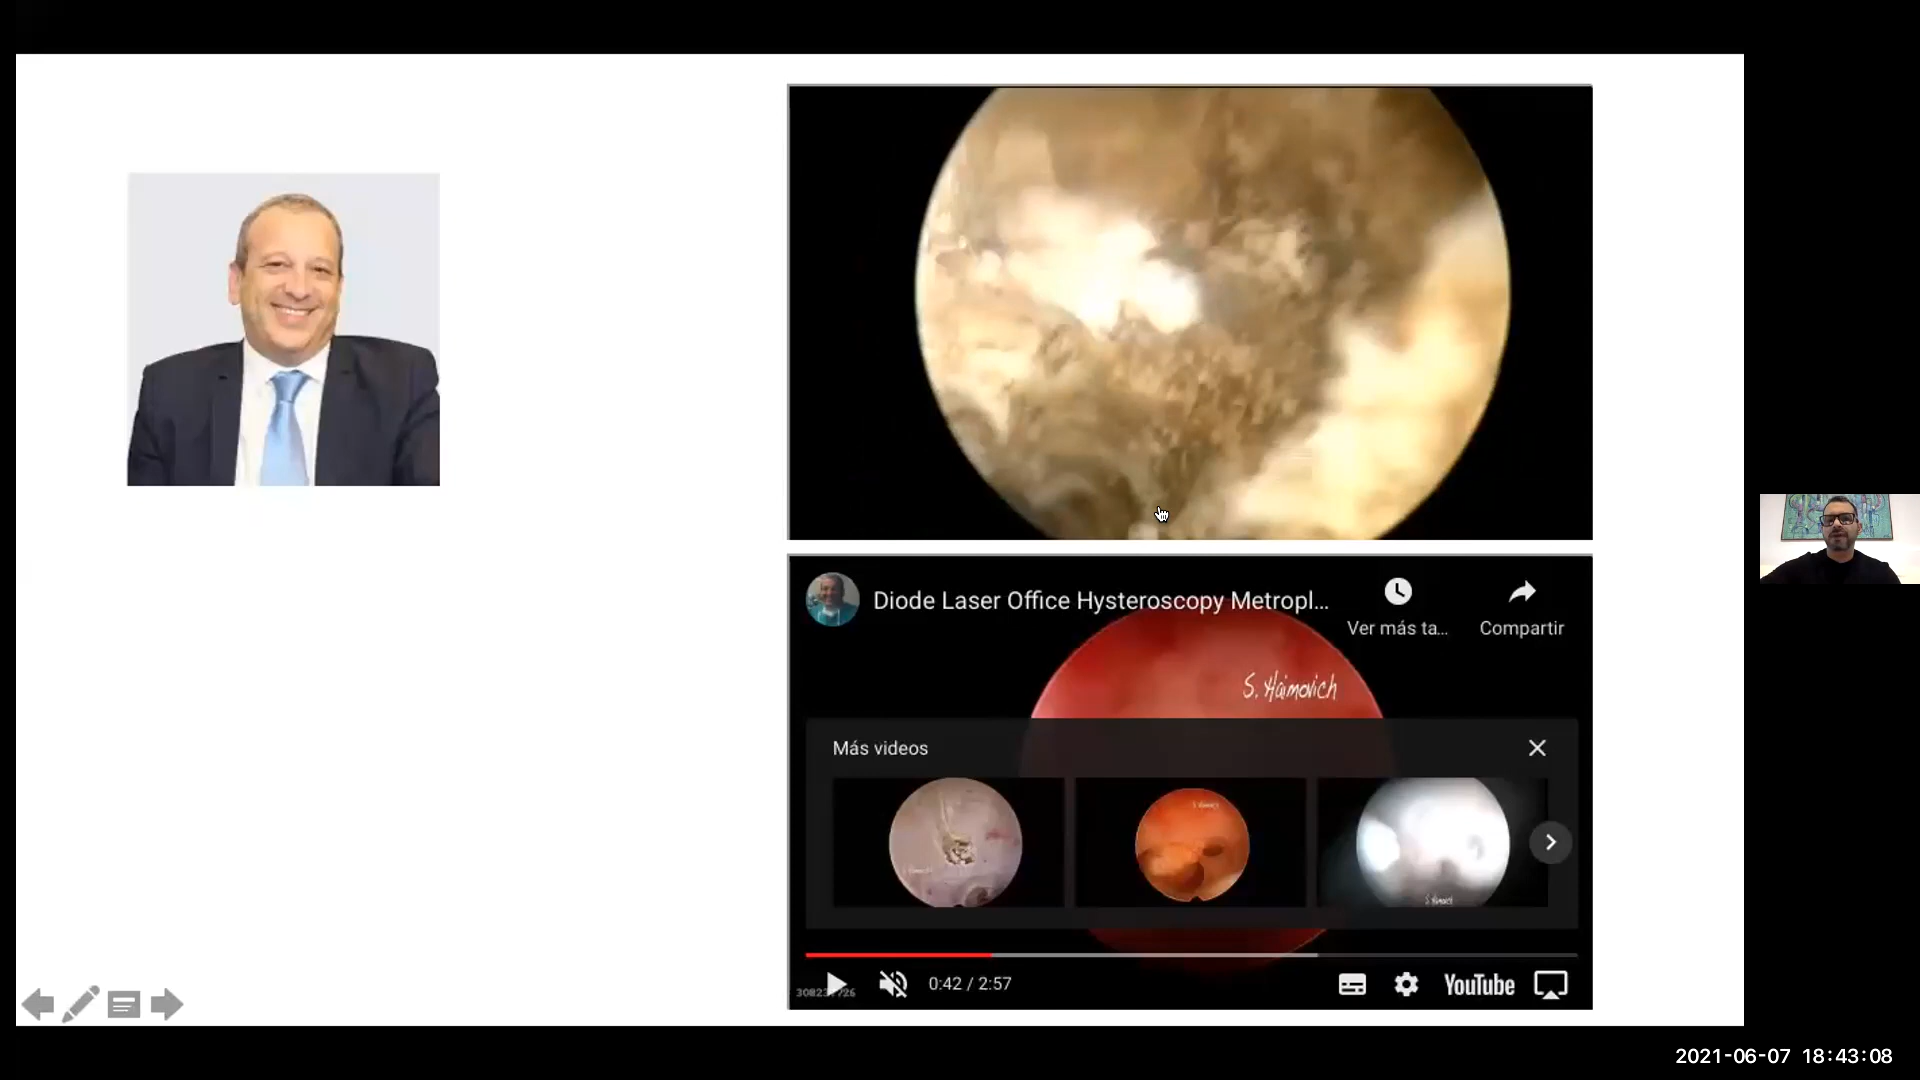 Diode Laser Office Hysteroscopy Metropl...
Ver más ta...
Compartir
S. Haimovich
Más videos
0:42 / 2:57
YouTube
2021-06-07 18:43:08